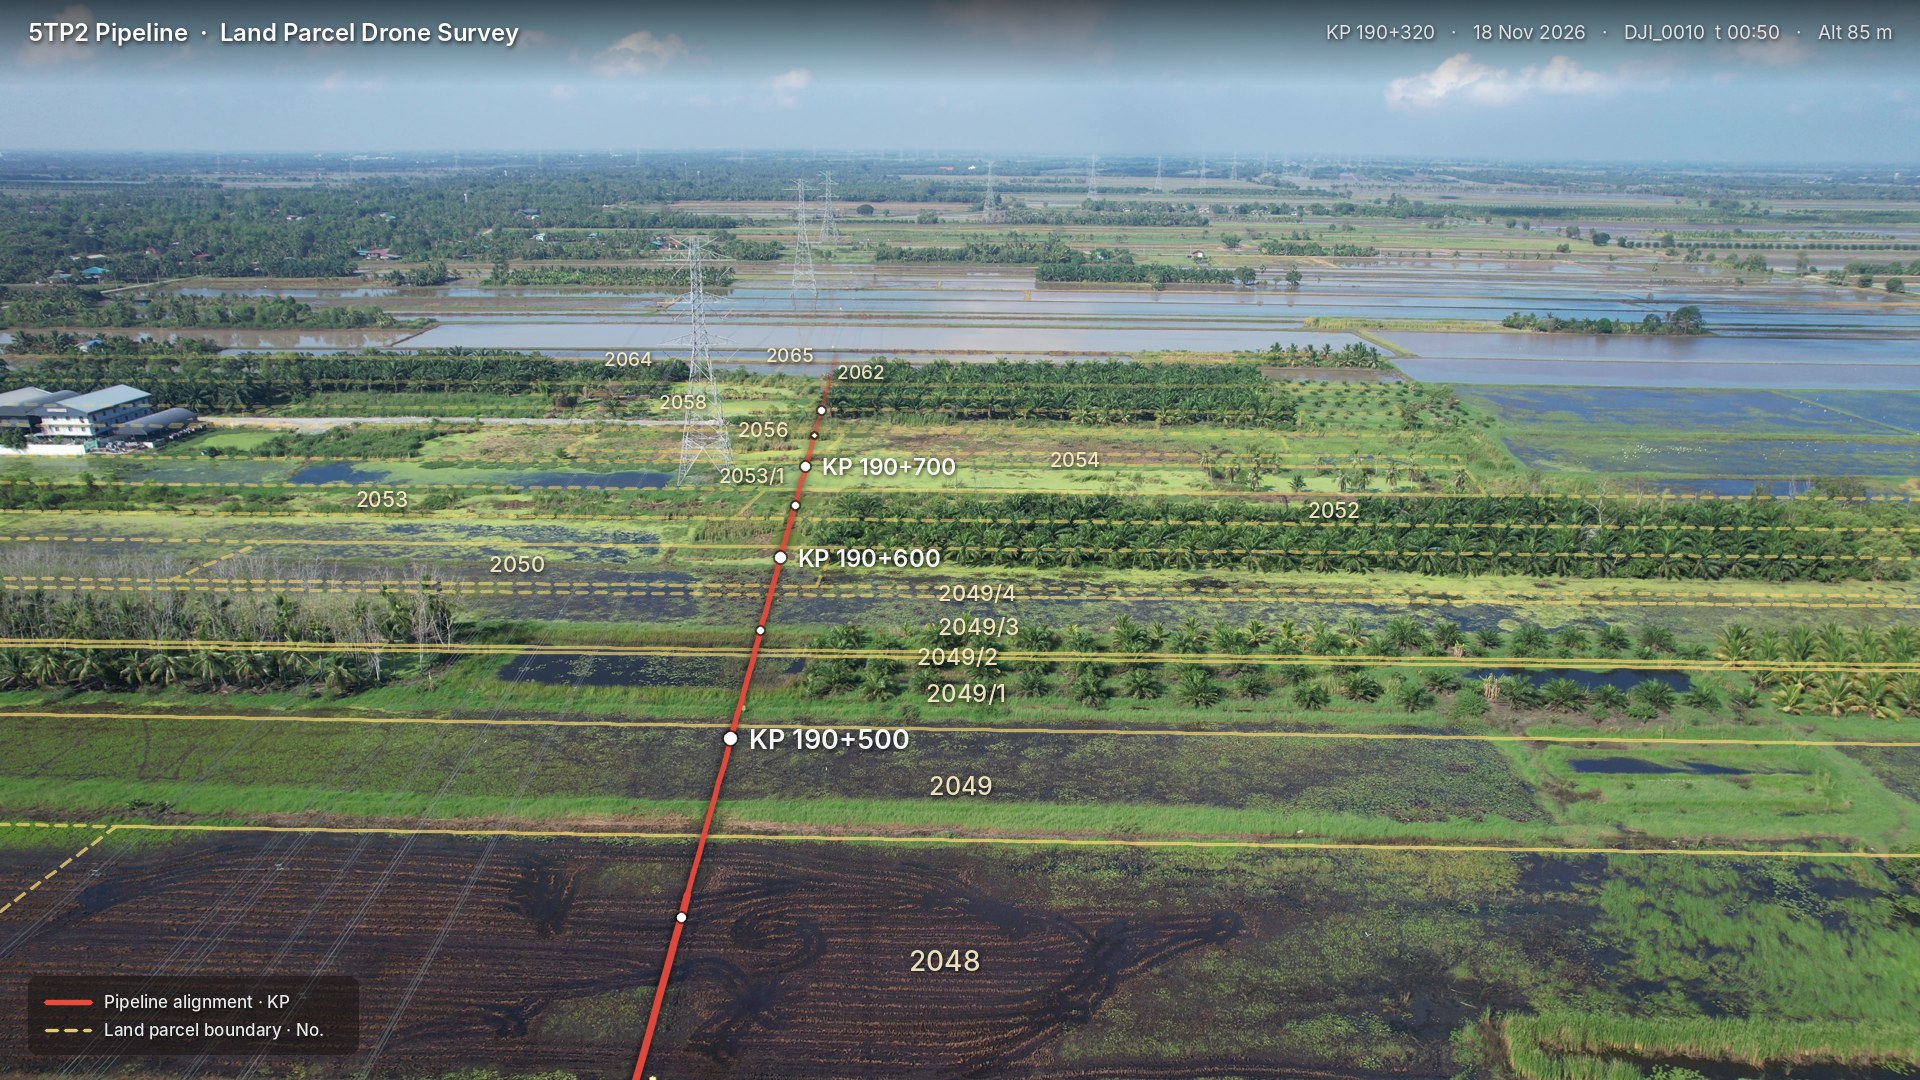 5TP2 Pipeline · Land Parcel Drone Survey
KP 190+320 · 18 Nov 2026 · DJI_0010 t 00:50 · Alt 85 m
2064
2065
2062
2058
2056
2054
KP 190+700
2053/1
2053
2052
KP 190+600
2050
2049/4
2049/3
2049/2
2049/1
KP 190+500
2049
2048
Pipeline alignment · KP
Land parcel boundary · No.